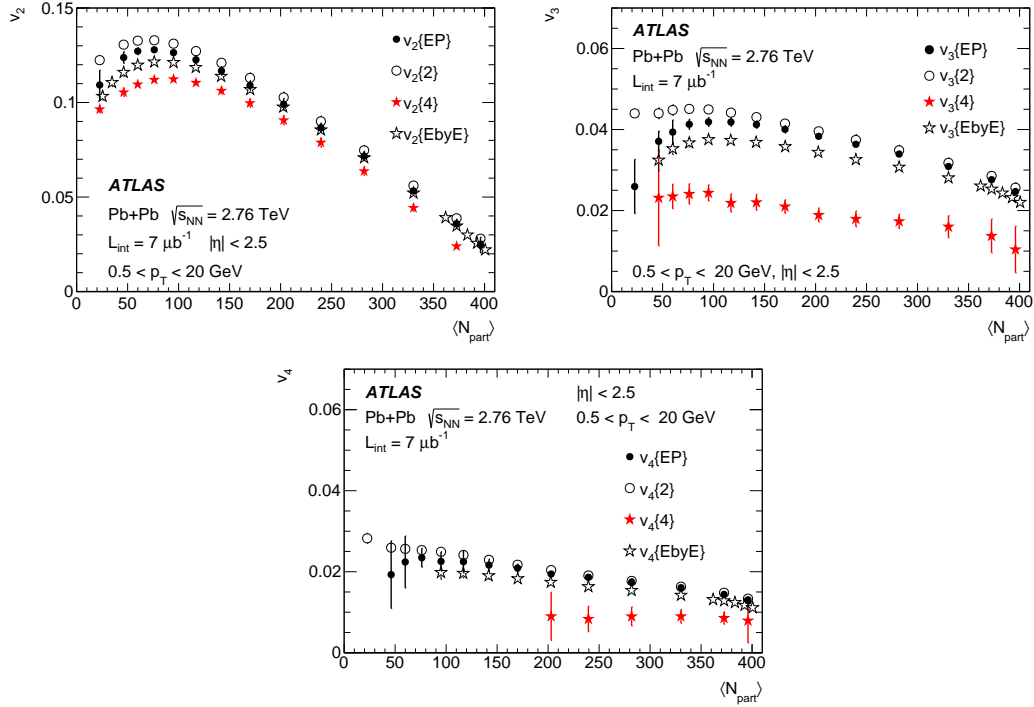 v2
0.15
0.1
0.05
0
v2{EP}
v2{2}
v2{4}
v2{EbyE}
ATLAS
Pb+Pb √sNN = 2.76 TeV
Lint = 7 μb-1 |η| < 2.5
0.5 < pT < 20 GeV
0 50 100 150 200 250 300 350 400
⟨Npart⟩
v3
0.06
0.04
0.02
0
ATLAS
Pb+Pb √sNN = 2.76 TeV
Lint = 7 μb-1
v3{EP}
v3{2}
v3{4}
v3{EbyE}
0.5 < pT < 20 GeV, |η| < 2.5
0 50 100 150 200 250 300 350 400
⟨Npart⟩
v4
0.06
0.04
0.02
0
ATLAS |η| < 2.5
Pb+Pb √sNN = 2.76 TeV 0.5 < pT < 20 GeV
Lint = 7 μb-1
v4{EP}
v4{2}
v4{4}
v4{EbyE}
0 50 100 150 200 250 300 350 400
⟨Npart⟩